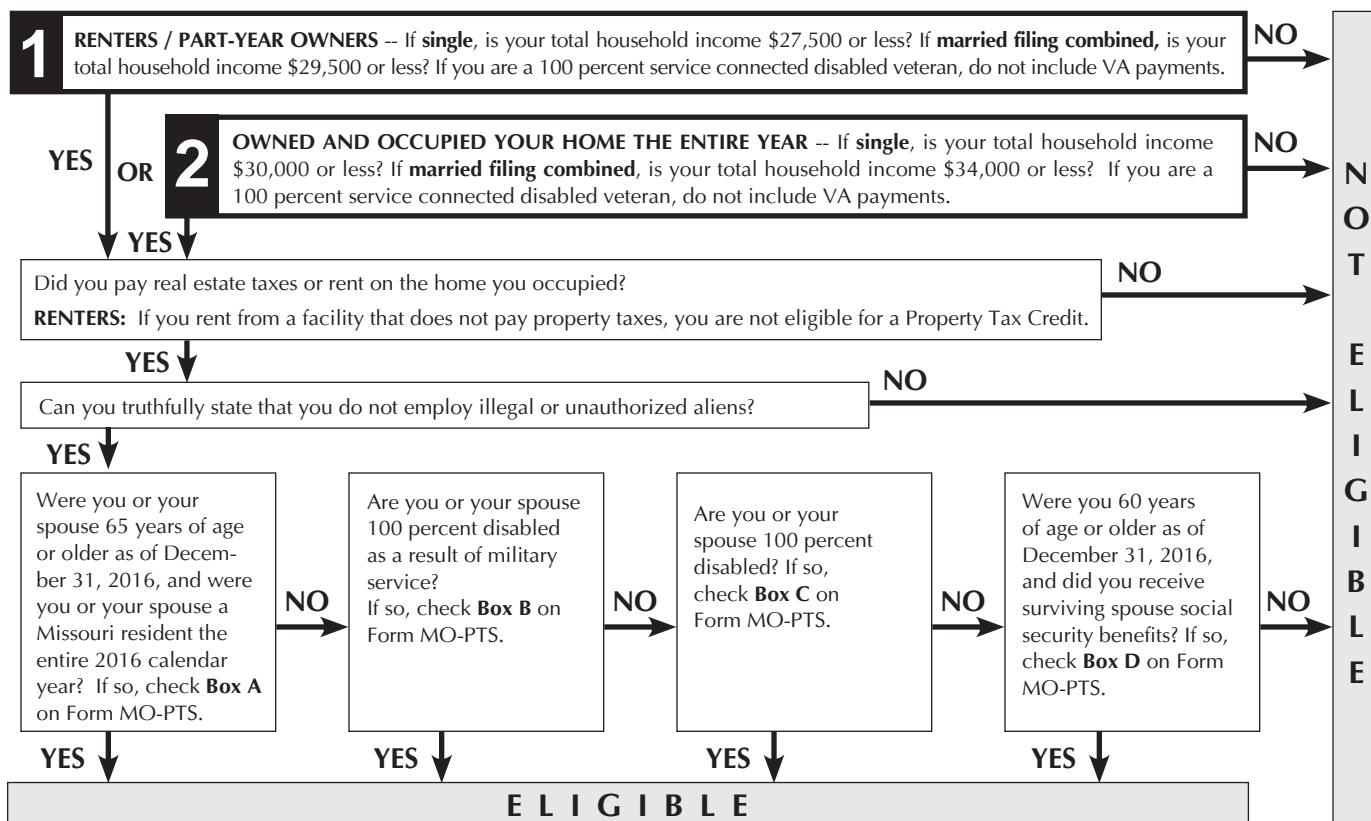 1
RENTERS / PART-YEAR OWNERS -- If single, is your total household income $27,500 or less? If married filing combined, is your
total household income $29,500 or less? If you are a 100 percent service connected disabled veteran, do not include VA payments.
NO
YES
OR
2
OWNED AND OCCUPIED YOUR HOME THE ENTIRE YEAR -- If single, is your total household income
$30,000 or less? If married filing combined, is your total household income $34,000 or less? If you are a
100 percent service connected disabled veteran, do not include VA payments.
NO
YES
Did you pay real estate taxes or rent on the home you occupied?
RENTERS: If you rent from a facility that does not pay property taxes, you are not eligible for a Property Tax Credit.
NO
YES
Can you truthfully state that you do not employ illegal or unauthorized aliens?
NO
YES
Were you or your
spouse 65 years of age
or older as of Decem-
ber 31, 2016, and were
you or your spouse a
Missouri resident the
entire 2016 calendar
year? If so, check Box A
on Form MO-PTS.
NO
YES
Are you or your spouse
100 percent disabled
as a result of military
service?
If so, check Box B on
Form MO-PTS.
NO
YES
Are you or your
spouse 100 percent
disabled? If so,
check Box C on
Form MO-PTS.
NO
YES
Were you 60 years
of age or older as of
December 31, 2016,
and did you receive
surviving spouse social
security benefits? If so,
check Box D on Form
MO-PTS.
NO
YES
NOT ELIGIBLE
ELIGIBLE